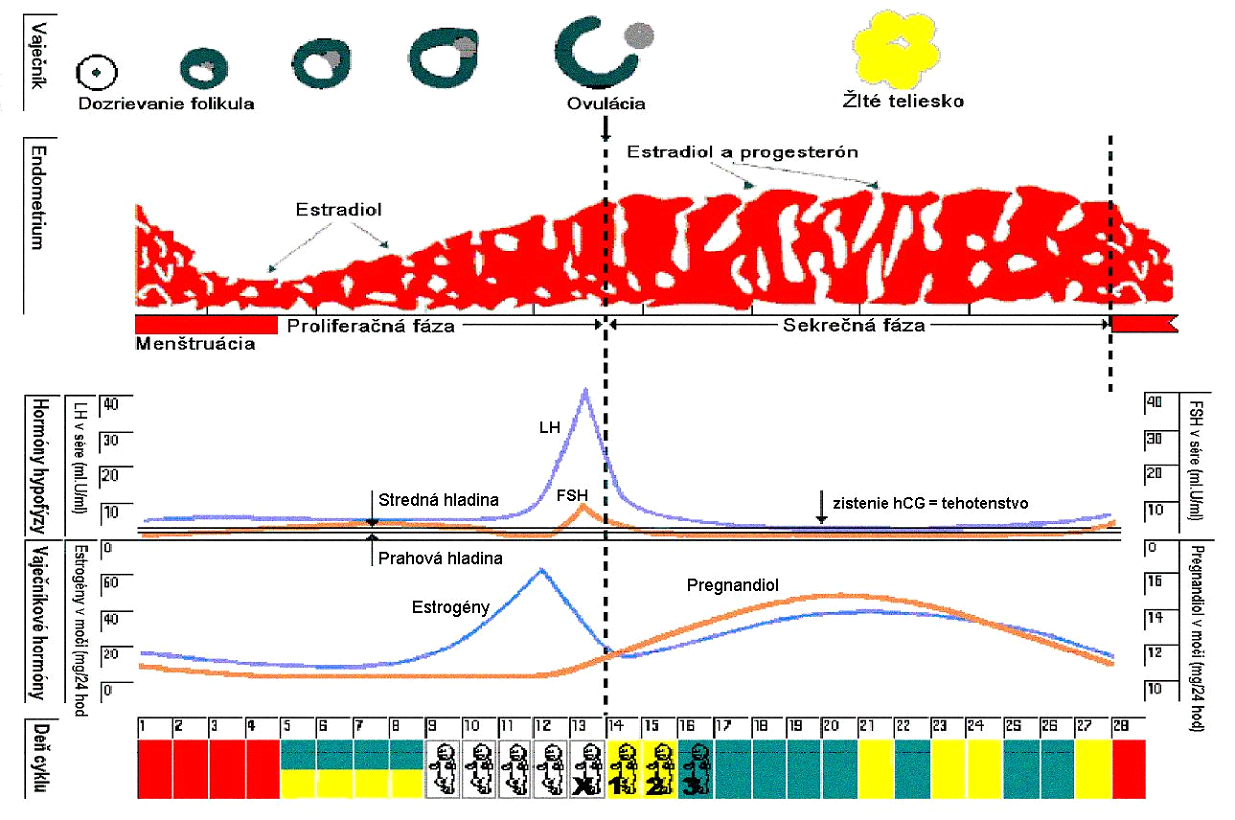 Vaječník
Dozrievanie folikula
Ovulácia
Žlté teliesko
Endometrium
Estradiol a progesterón
Estradiol
Proliferačná fáza
Sekrečná fáza
Menštruácia
Hormóny hypofýzy
LH v sére (ml.U/ml)
40
30
20
10
LH
FSH
Stredná hladina
zistenie hCG = tehotenstvo
Prahová hladina
40
30
20
10
FSH v sére (ml.U/ml)
Vaječníkové hormóny
Estrogény v moči (mg/24 hod
0
60
40
20
0
Estrogény
Pregnandiol
0
16
14
12
10
Pregnandiol v moči (mg/24 hod)
Deň cyklu
1 2 3 4 5 6 7 8 9 10 11 12 13 14 15 16 17 18 19 20 21 22 23 24 25 26 27 28
X 1 2 3